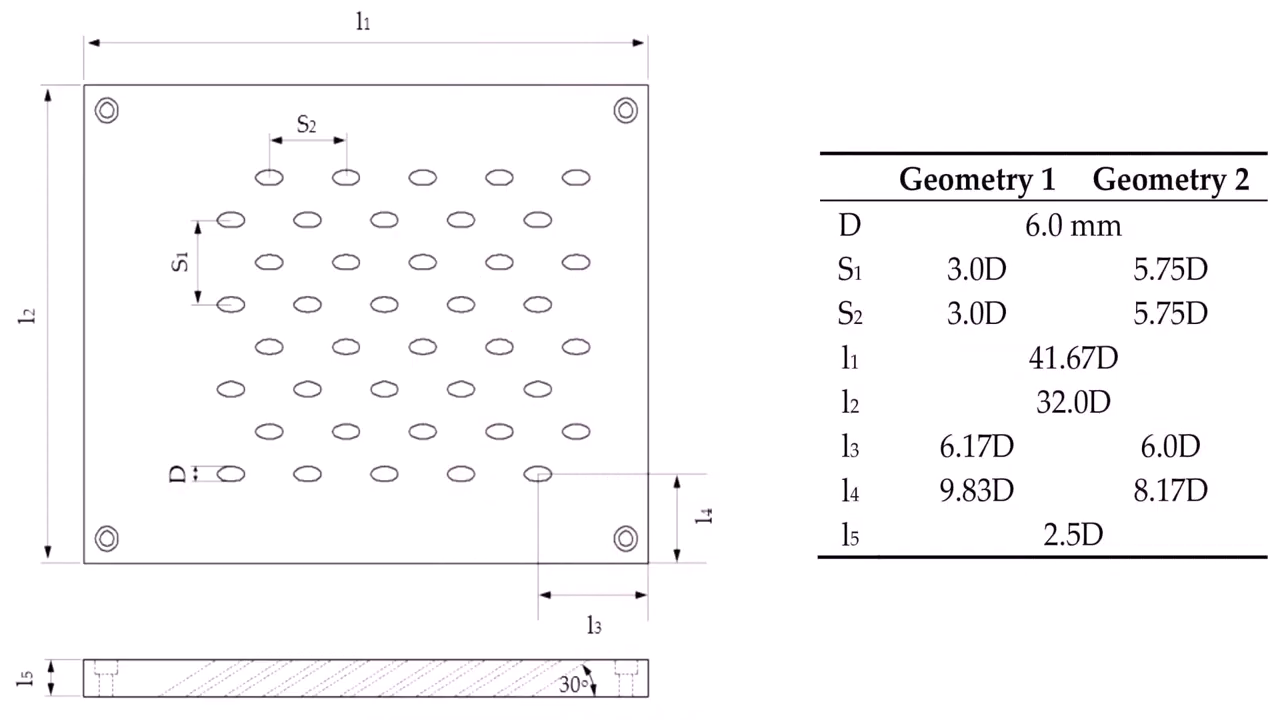 l1
S2
S1
l2
D
l4
l3
l5
30°
Geometry 1 Geometry 2
D 6.0 mm
S1 3.0D 5.75D
S2 3.0D 5.75D
l1 41.67D
l2 32.0D
l3 6.17D 6.0D
l4 9.83D 8.17D
l5 2.5D